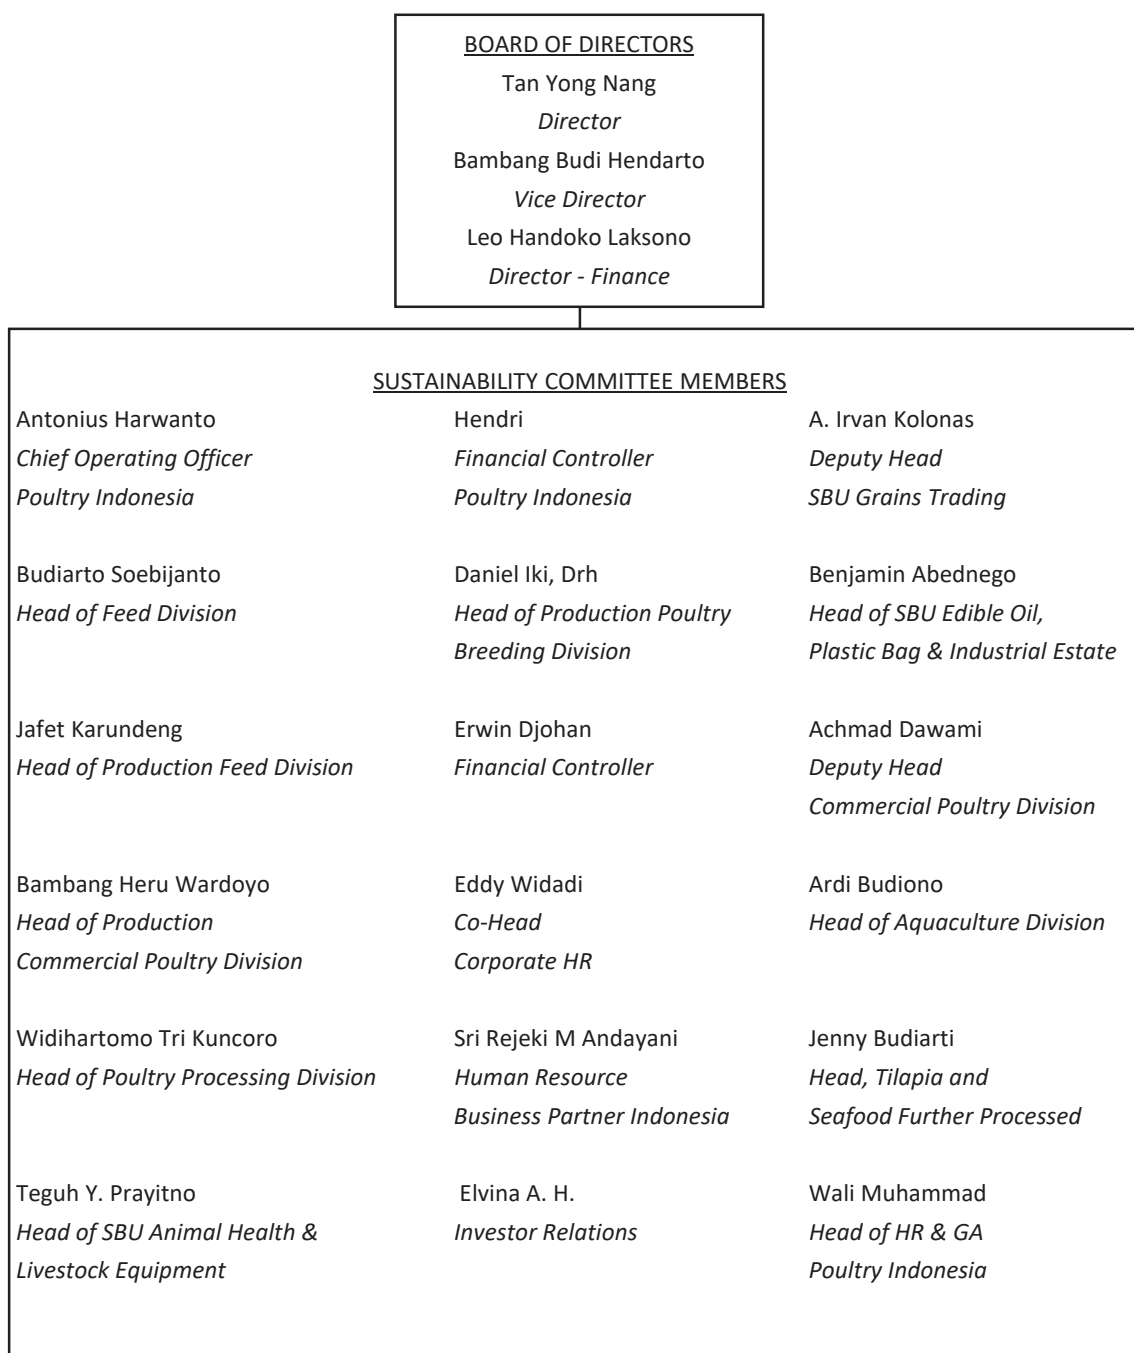 BOARD OF DIRECTORS
Tan Yong Nang
Director
Bambang Budi Hendarto
Vice Director
Leo Handoko Laksono
Director - Finance
SUSTAINABILITY COMMITTEE MEMBERS
Antonius Harwanto
Chief Operating Officer
Poultry Indonesia
Hendri
Financial Controller
Poultry Indonesia
A. Irvan Kolonas
Deputy Head
SBU Grains Trading
Budiarto Soebijanto
Head of Feed Division
Daniel Iki, Drh
Head of Production Poultry
Breeding Division
Benjamin Abednego
Head of SBU Edible Oil,
Plastic Bag & Industrial Estate
Jafet Karundeng
Head of Production Feed Division
Erwin Djohan
Financial Controller
Achmad Dawami
Deputy Head
Commercial Poultry Division
Bambang Heru Wardoyo
Head of Production
Commercial Poultry Division
Eddy Widadi
Co-Head
Corporate HR
Ardi Budiono
Head of Aquaculture Division
Widihartomo Tri Kuncoro
Head of Poultry Processing Division
Sri Rejeki M Andayani
Human Resource
Business Partner Indonesia
Jenny Budiarti
Head, Tilapia and
Seafood Further Processed
Teguh Y. Prayitno
Head of SBU Animal Health &
Livestock Equipment
Elvina A. H.
Investor Relations
Wali Muhammad
Head of HR & GA
Poultry Indonesia